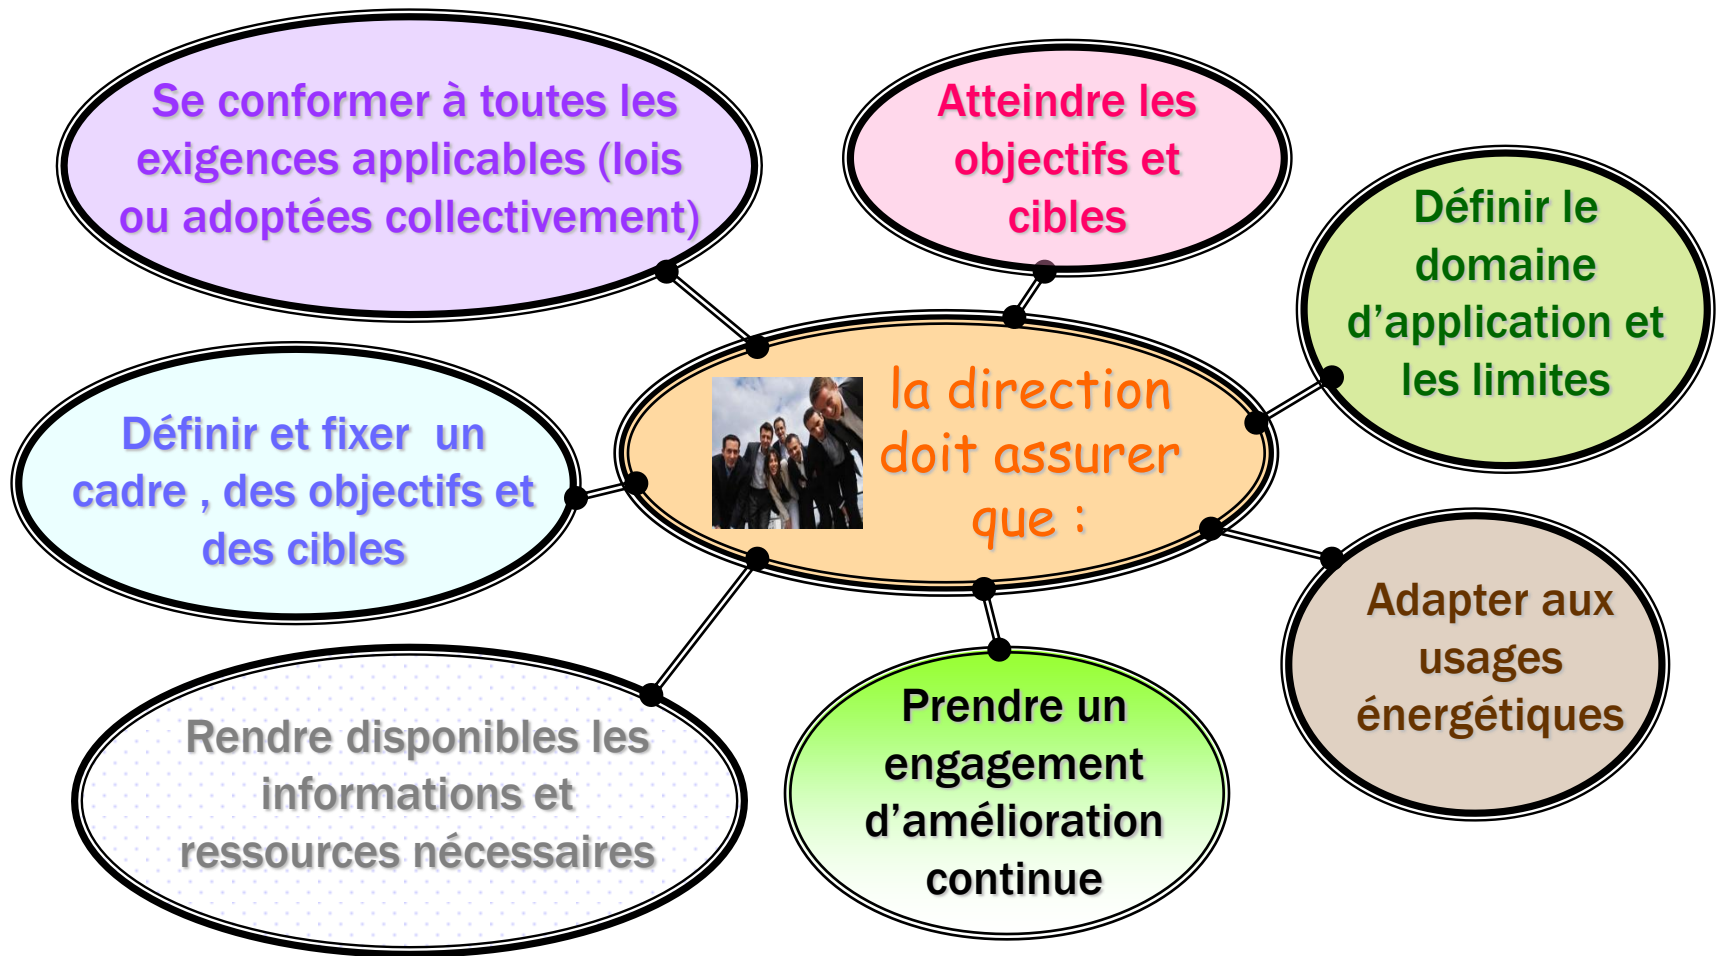 Se conformer à toutes les
exigences applicables (lois
ou adoptées collectivement)
Atteindre les
objectifs et
cibles
Définir le
domaine
d’application et
les limites
la direction
doit assurer
que :
Définir et fixer  un
cadre , des objectifs et
des cibles
Adapter aux
usages
énergétiques
Rendre disponibles les
informations et
ressources nécessaires
Prendre un
engagement
d’amélioration
continue